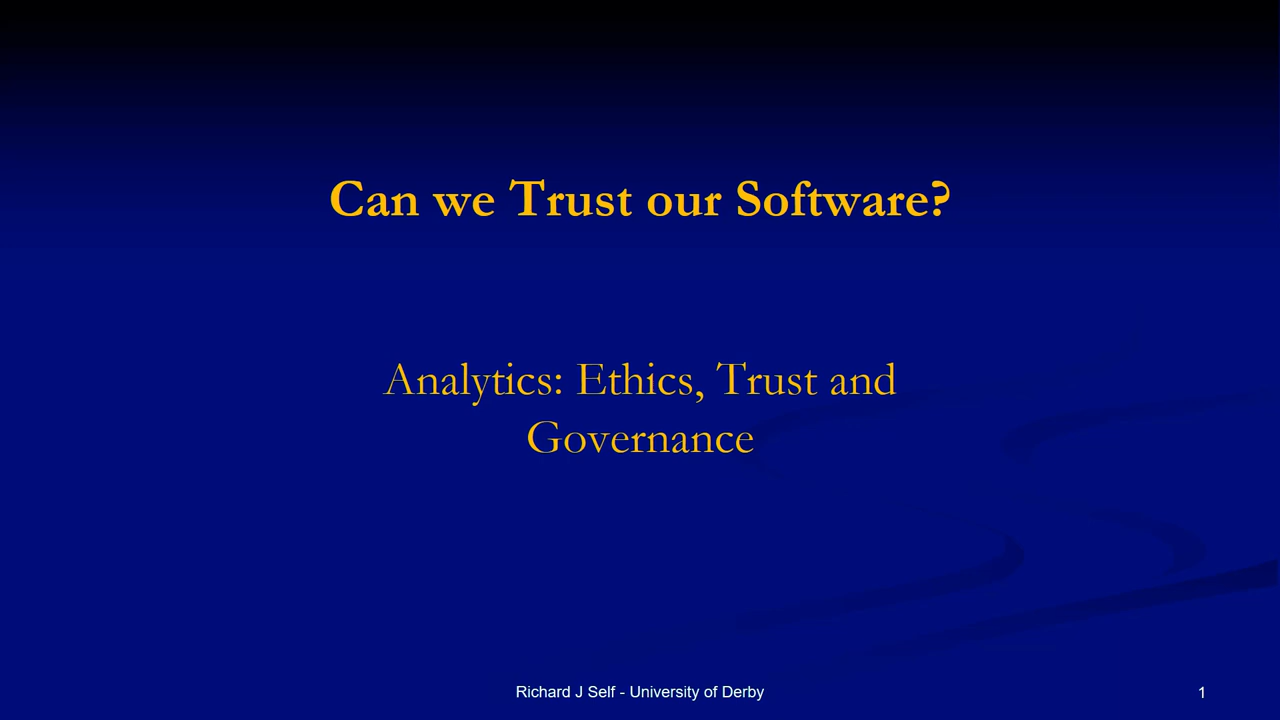 Can we Trust our Software?
Analytics: Ethics, Trust and
Governance
Richard J Self - University of Derby
1